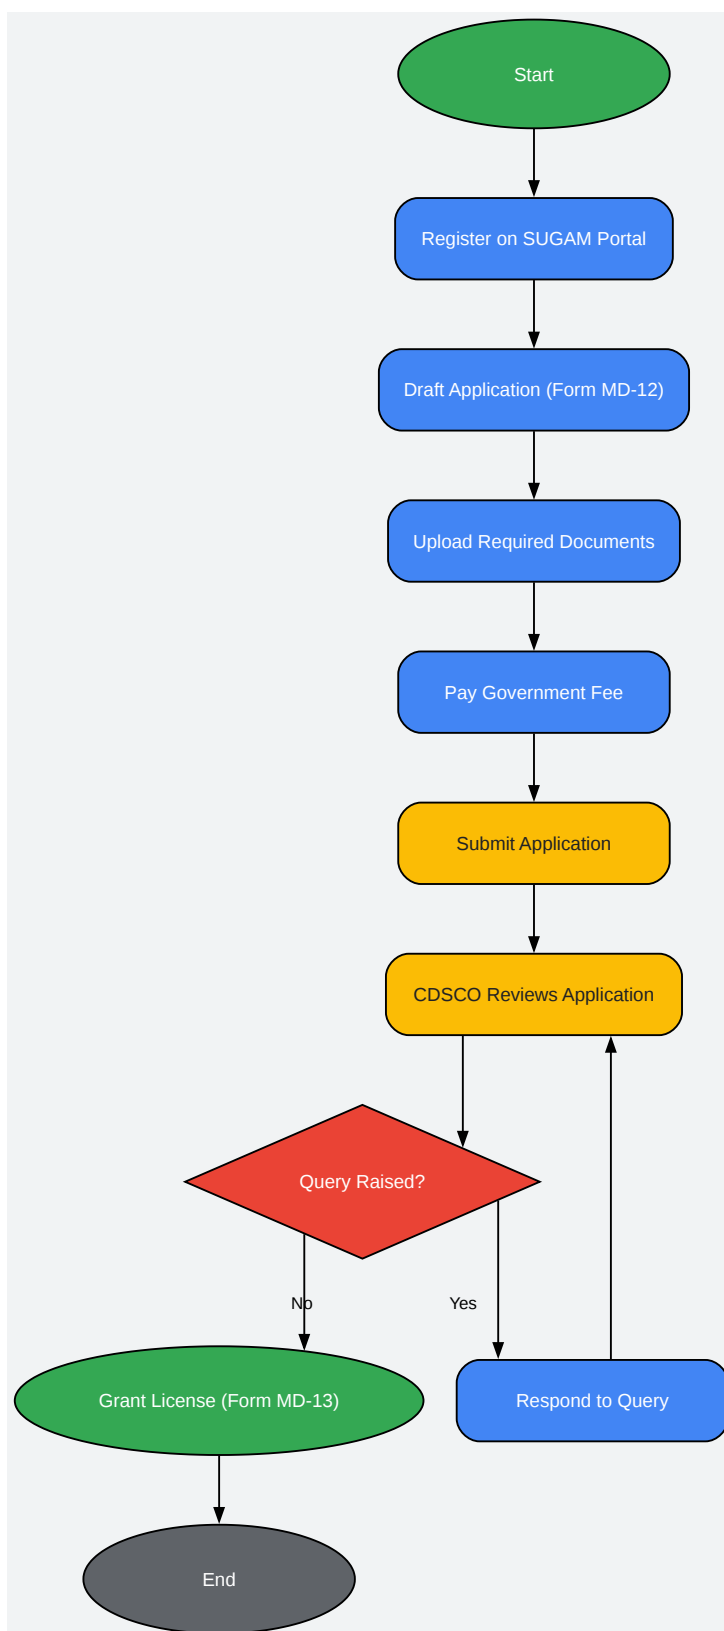 Start
Register on SUGAM Portal
Draft Application (Form MD-12)
Upload Required Documents
Pay Government Fee
Submit Application
CDSCO Reviews Application
Query Raised?
No
Yes
Grant License (Form MD-13)
Respond to Query
End